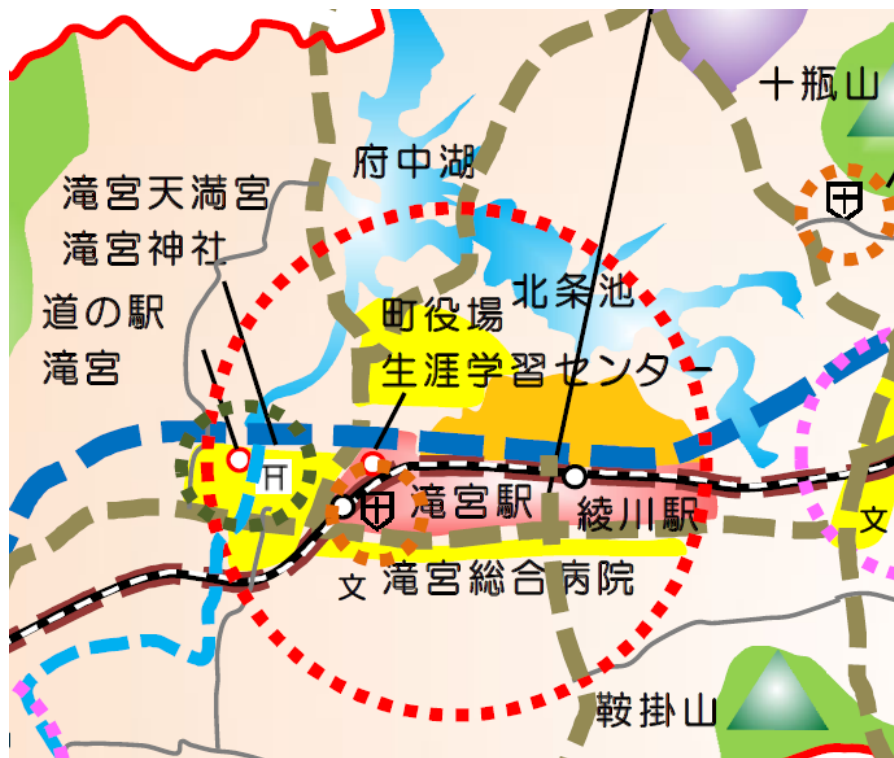 十瓶山
府中湖
滝宮天満宮
滝宮神社
北条池
道の駅
滝宮
町役場
生涯学習センター
滝宮駅
綾川駅
文
文
滝宮総合病院
鞍掛山